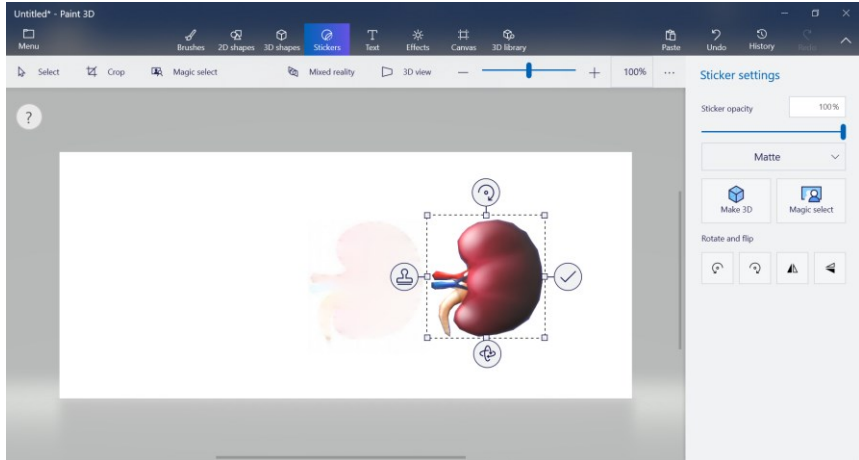 Untitled* - Paint 3D
Menu
Brushes
2D shapes
3D shapes
Stickers
Text
Effects
Canvas
3D library
Paste
Undo
History
Redo
Select
Crop
Magic select
Mixed reality
3D view
100%
Sticker settings
Sticker opacity
100%
Matte
Make 3D
Magic select
Rotate and flip
?